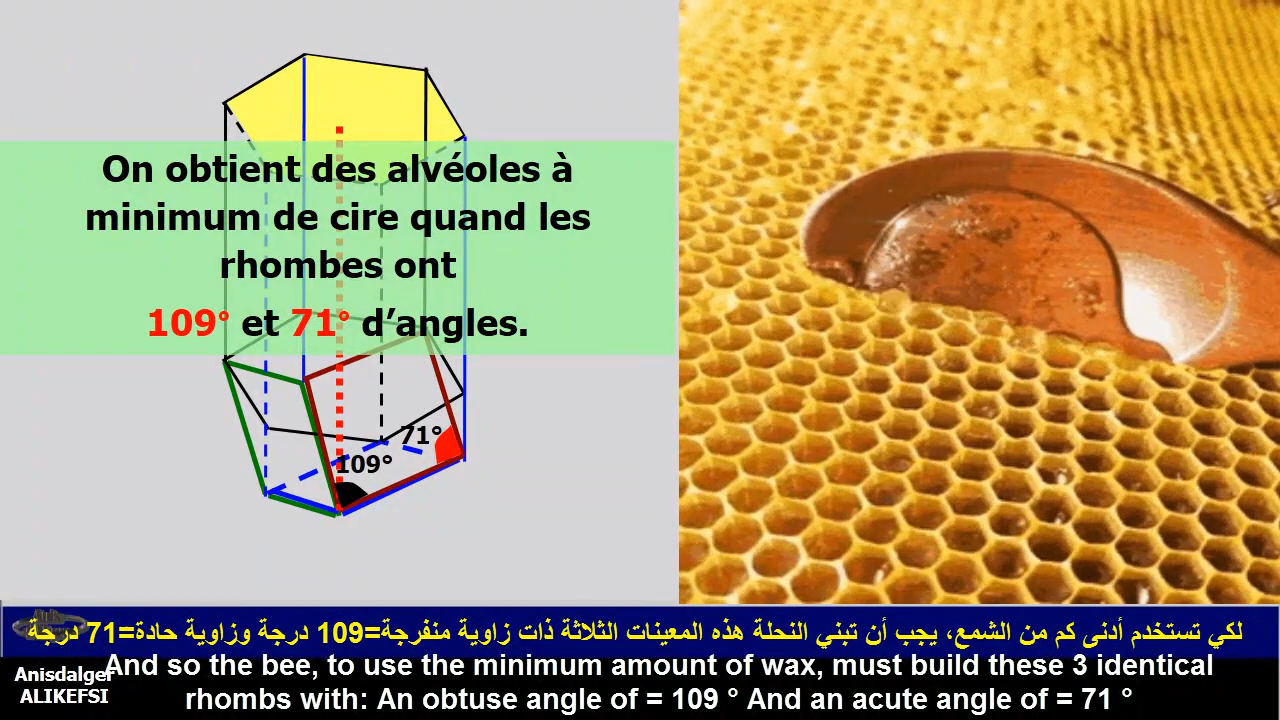 On obtient des alvéoles à
minimum de cire quand les
rhombes ont
109° et 71° d’angles.
71°
109°
لكي تستخدم أدنى كم من الشمع، يجب أن تبني النحلة هذه المعينات الثلاثة ذات زاوية منفرجة=109 درجة وزاوية حادة=71 درجة
And so the bee, to use the minimum amount of wax, must build these 3 identical
rhombs with: An obtuse angle of = 109 ° And an acute angle of = 71 °
Anisdalgef
ALIKEFSI